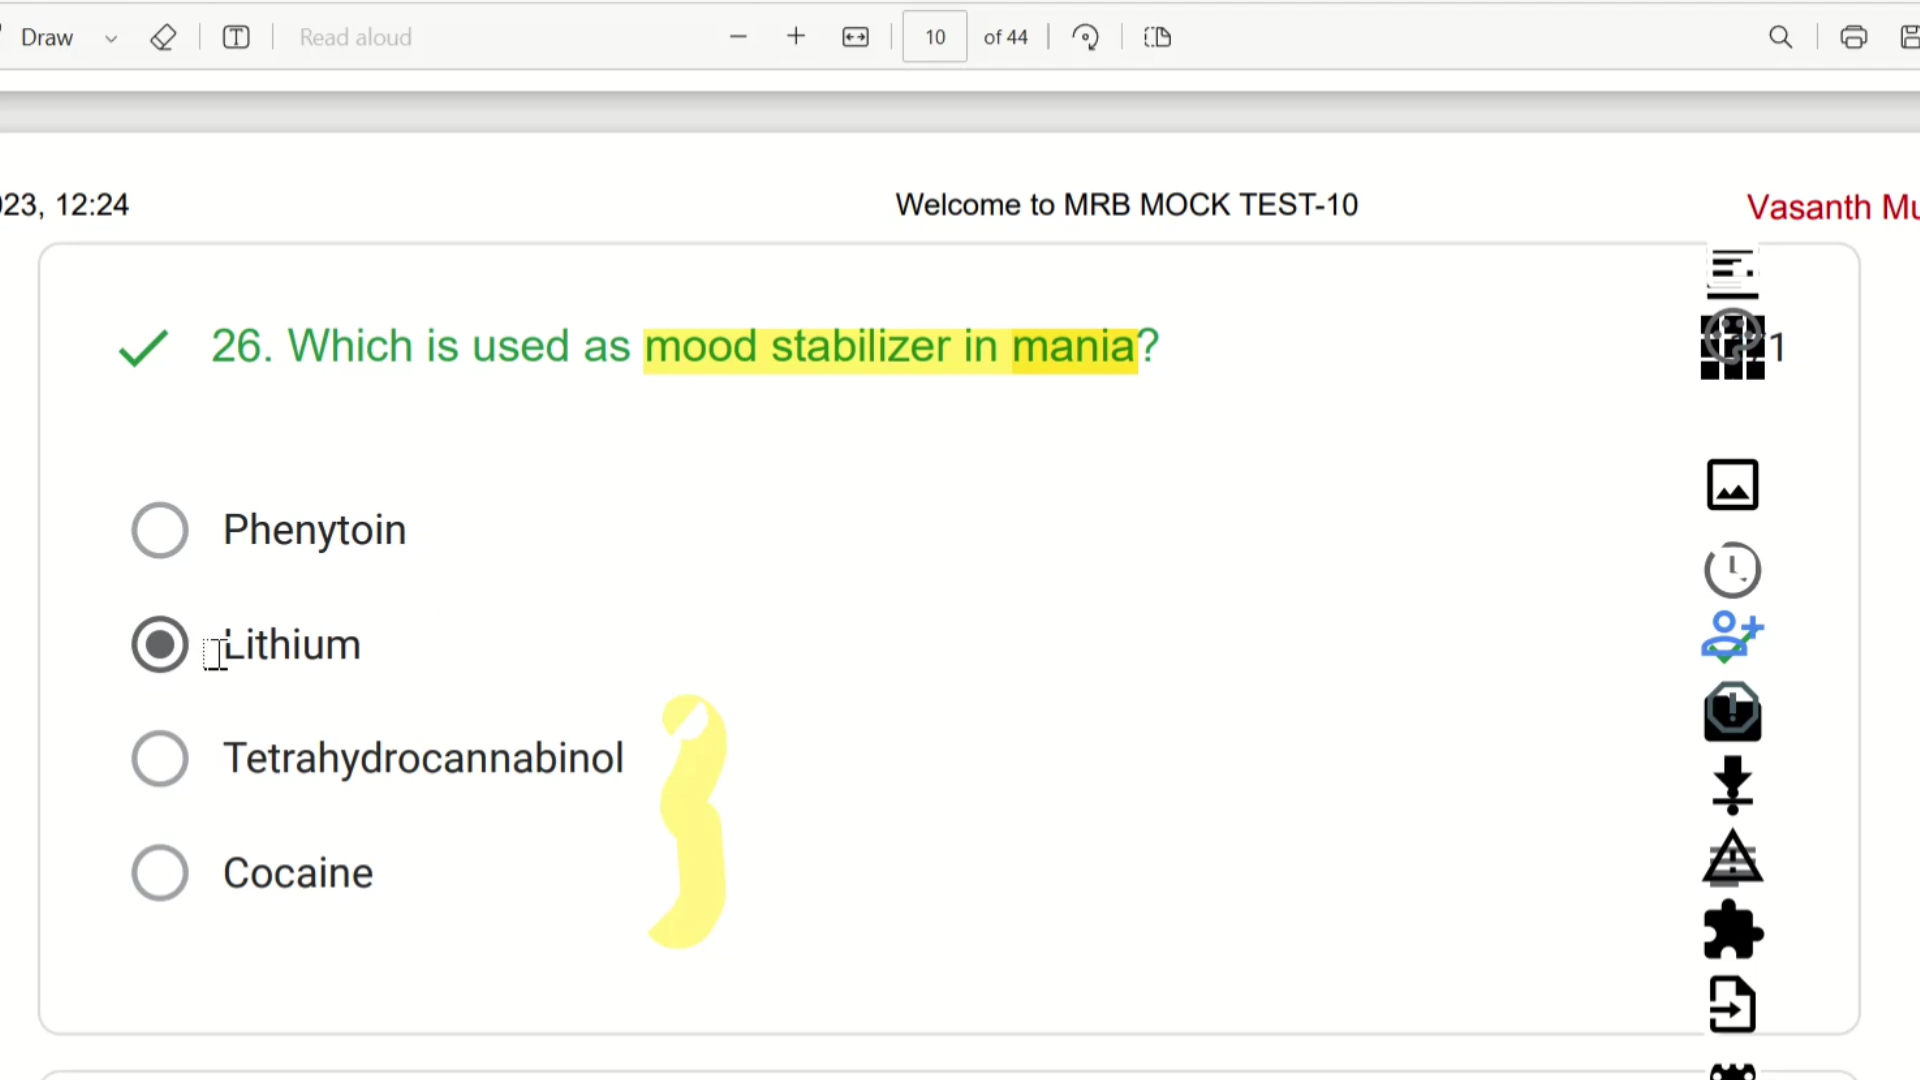 Draw
Read aloud
10 of 44
023, 12:24
Welcome to MRB MOCK TEST-10
Vasanth Mu
26. Which is used as mood stabilizer in mania?
/1
Phenytoin
Lithium
Tetrahydrocannabinol
Cocaine